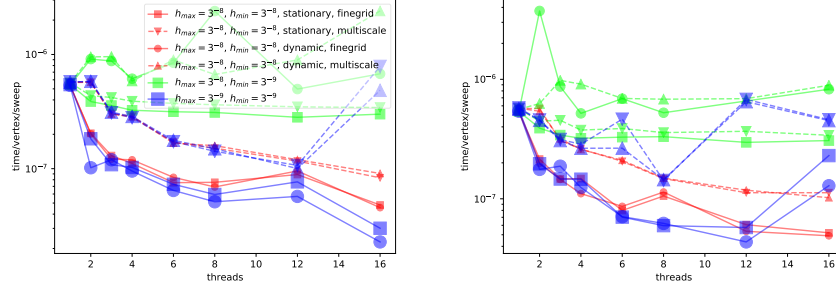 h_max = 3^-8, h_min = 3^-8, stationary, finegrid
h_max = 3^-8, h_min = 3^-8, stationary, multiscale
h_max = 3^-8, h_min = 3^-8, dynamic, finegrid
h_max = 3^-8, h_min = 3^-8, dynamic, multiscale
h_max = 3^-8, h_min = 3^-9
h_max = 3^-9, h_min = 3^-9
10^-6
10^-7
time/vertex/sweep
2 4 6 8 10 12 14 16
threads
10^-6
10^-7
time/vertex/sweep
2 4 6 8 10 12 14 16
threads